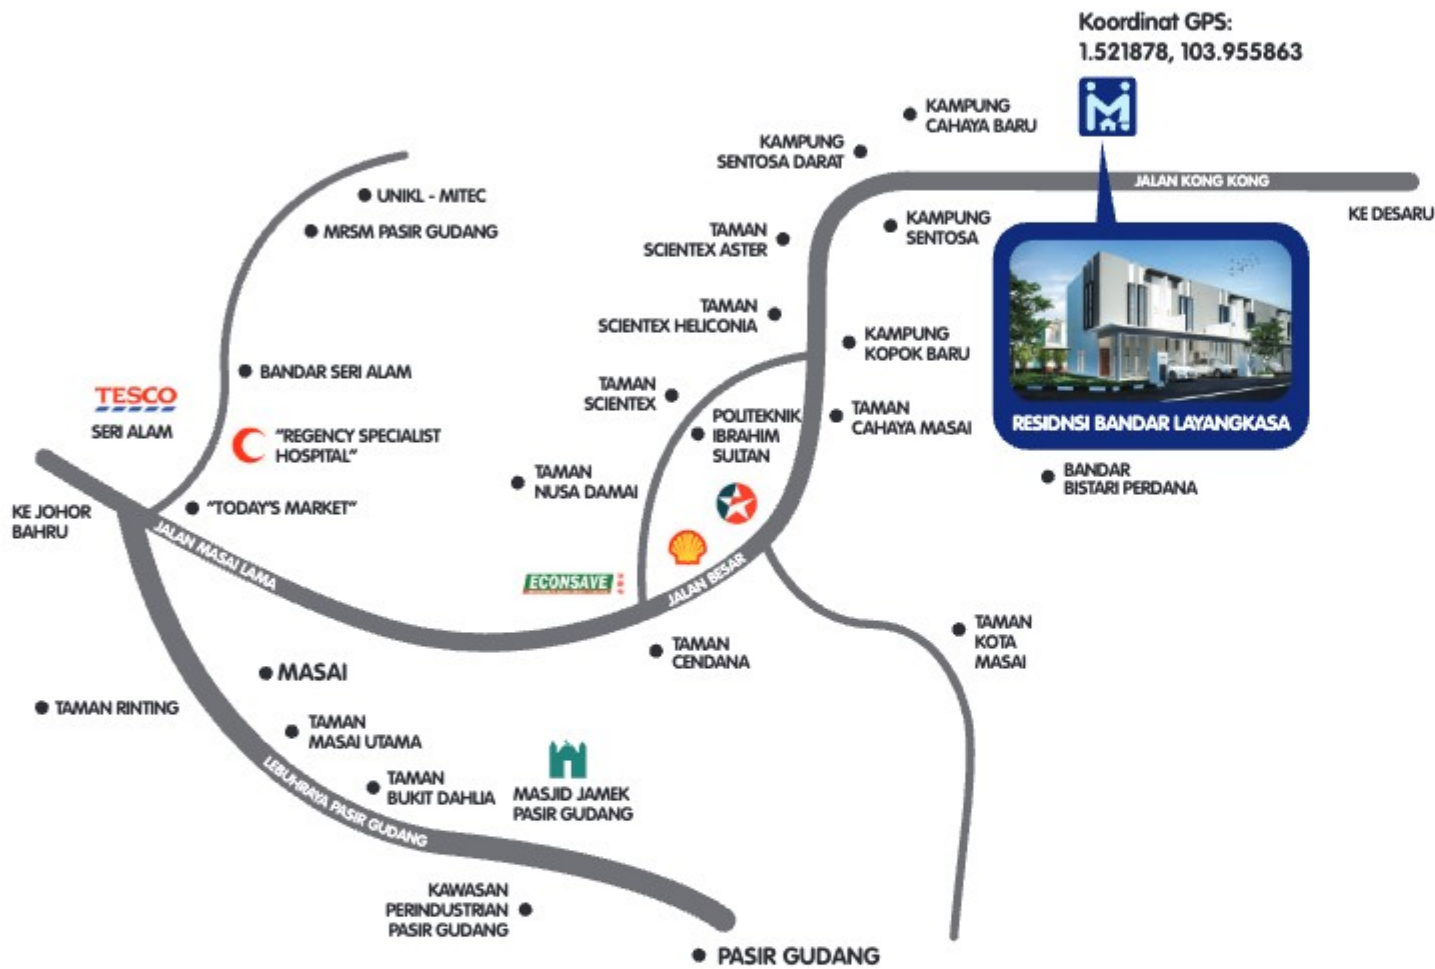 Koordinat GPS:
1.521878, 103.955863
KAMPUNG
CAHAYA BARU
KAMPUNG
SENTOSA DARAT
JALAN KONG KONG
KE DESARU
UNIKL - MITEC
MRSM PASIR GUDANG
KAMPUNG
SENTOSA
TAMAN
SCIENTEX ASTER
TAMAN
SCIENTEX HELICONIA
KAMPUNG
KOPOK BARU
BANDAR SERI ALAM
TESCO
SERI ALAM
TAMAN
SCIENTEX
POLITEKNIK
IBRAHIM
SULTAN
TAMAN
CAHAYA MASAI
RESIDNSI BANDAR LAYANGKASA
"REGENCY SPECIALIST
HOSPITAL"
TAMAN
NUSA DAMAI
BANDAR
BISTARI PERDANA
KE JOHOR
BAHRU
"TODAY'S MARKET"
JALAN MASAI LAMA
ECONSAVE
JALAN BESAR
TAMAN
CENDANA
TAMAN
KOTA
MASAI
MASAI
TAMAN RINTING
TAMAN
MASAI UTAMA
LEBUHRAYA PASIR GUDANG
TAMAN
BUKIT DAHLIA
MASJID JAMEK
PASIR GUDANG
KAWASAN
PERINDUSTRIAN
PASIR GUDANG
PASIR GUDANG